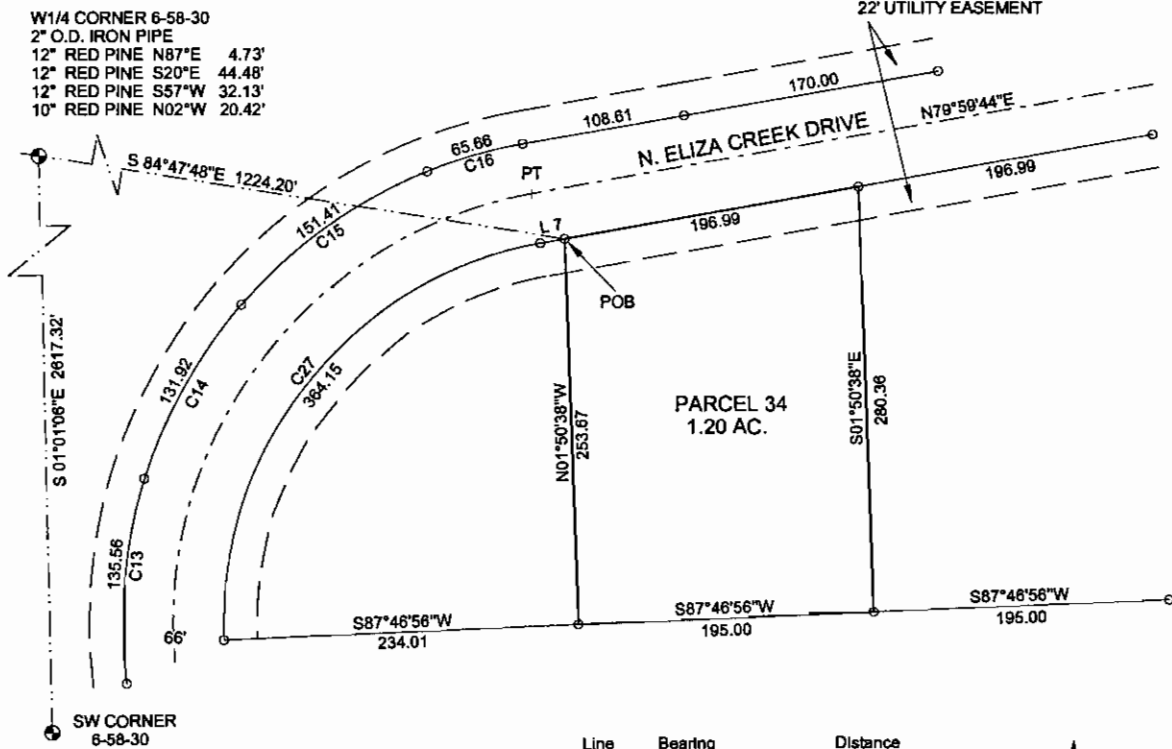 W1/4 CORNER 6-58-30
2" O.D. IRON PIPE
12" RED PINE N87°E 4.73'
12" RED PINE S20°E 44.48'
12" RED PINE S57°W 32.13'
10" RED PINE N02°W 20.42'
22' UTILITY EASEMENT
170.00
108.61
65.66
C16
N79°59'44"E
N. ELIZA CREEK DRIVE
S 84°47'48"E 1224.20'
PT
151.41
C15
L 7
196.99
196.99
POB
131.92
C14
C27
364.15
S 01°01'06"E 2617.32'
N01°50'38"W
253.67
PARCEL 34
1.20 AC.
S01°50'38"E
280.36
135.56
C13
66'
S87°46'56"W
234.01
S87°46'56"W
195.00
S87°46'56"W
195.00
SW CORNER
6-58-30
Line Bearing Distance